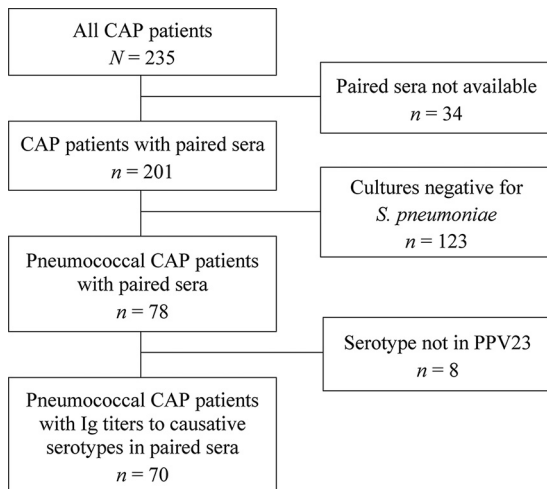 All CAP patients
N = 235
Paired sera not available
n = 34
CAP patients with paired sera
n = 201
Cultures negative for
S. pneumoniae
n = 123
Pneumococcal CAP patients
with paired sera
n = 78
Serotype not in PPV23
n = 8
Pneumococcal CAP patients
with Ig titers to causative
serotypes in paired sera
n = 70